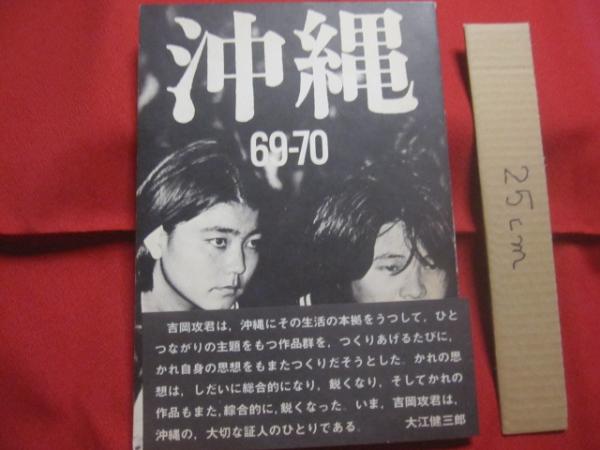 沖縄
69-70
吉岡攻君は，沖縄にその生活の本拠をうつして，ひと
つながりの主題をもつ作品群を，つくりあげるたびに，
かれ自身の思想をもまたつくりだそうとした．かれの思
想は，しだいに総合的になり，鋭くなり，そしてかれの
作品もまた，綜合的に，鋭くなった．いま，吉岡攻君は，
沖縄の，大切な証人のひとりである． 大江健三郎
25cm